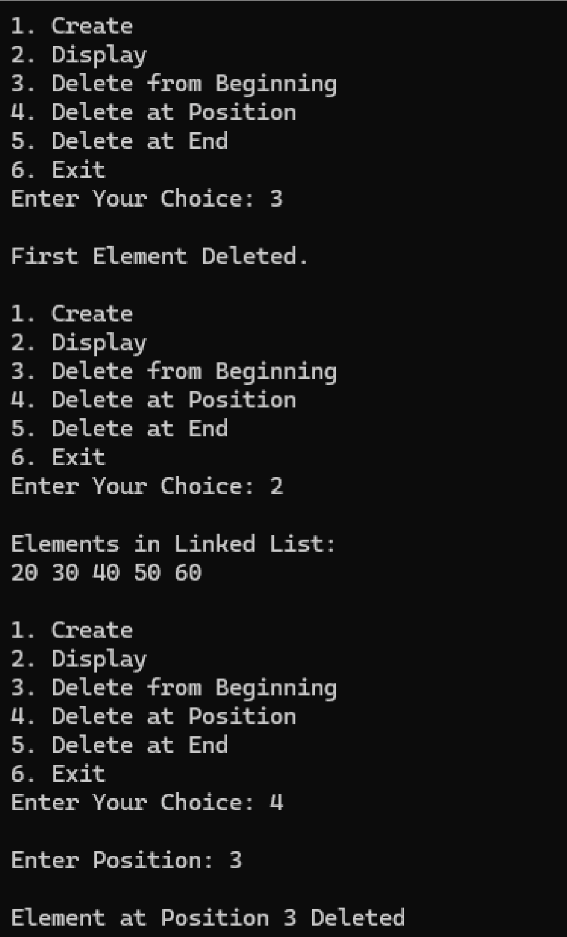 1. Create
2. Display
3. Delete from Beginning
4. Delete at Position
5. Delete at End
6. Exit
Enter Your Choice: 3
First Element Deleted.
1. Create
2. Display
3. Delete from Beginning
4. Delete at Position
5. Delete at End
6. Exit
Enter Your Choice: 2
Elements in Linked List:
20 30 40 50 60
1. Create
2. Display
3. Delete from Beginning
4. Delete at Position
5. Delete at End
6. Exit
Enter Your Choice: 4
Enter Position: 3
Element at Position 3 Deleted